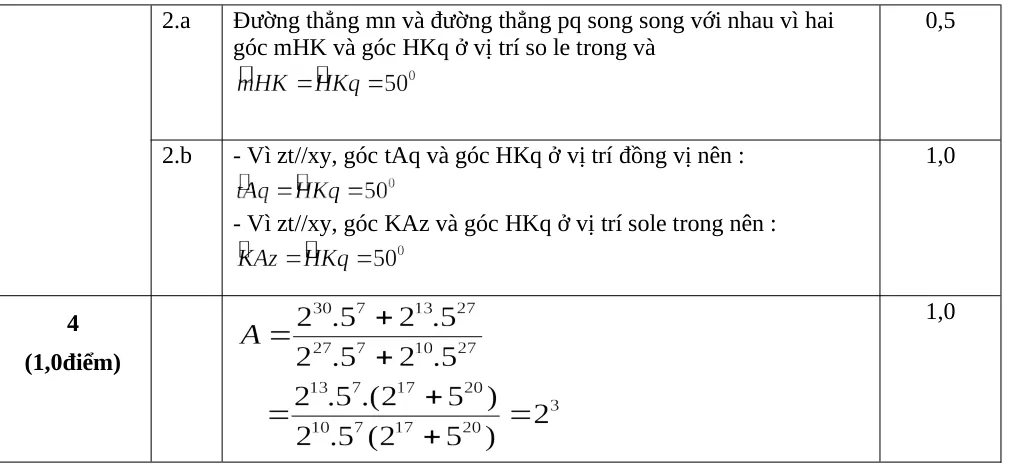 2.a Đường thẳng mn và đường thẳng pq song song với nhau vì hai 0,5
góc mHK và góc HKq ở vị trí so le trong và
mHK = HKq = 50⁰
2.b - Vì zt//xy, góc tAq và góc HKq ở vị trí đồng vị nên : 1,0
tAq = HKq = 50⁰
- Vì zt//xy, góc KAz và góc HKq ở vị trí sole trong nên :
KAz = HKq = 50⁰
4
(1,0điểm)
A = (2³⁰.5⁷ + 2¹³.5²⁷) / (2²⁷.5⁷ + 2¹⁰.5²⁷) 1,0
= (2¹³.5⁷.(2¹⁷ + 5²⁰)) / (2¹⁰.5⁷(2¹⁷ + 5²⁰)) = 2³